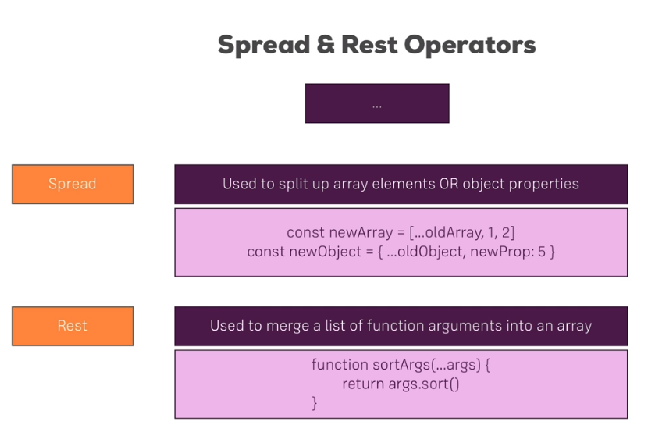 Spread & Rest Operators
...
Spread
Used to split up array elements OR object properties
const newArray = [...oldArray, 1, 2]
const newObject = { ...oldObject, newProp: 5 }
Rest
Used to merge a list of function arguments into an array
function sortArgs(...args) {
return args.sort()
}